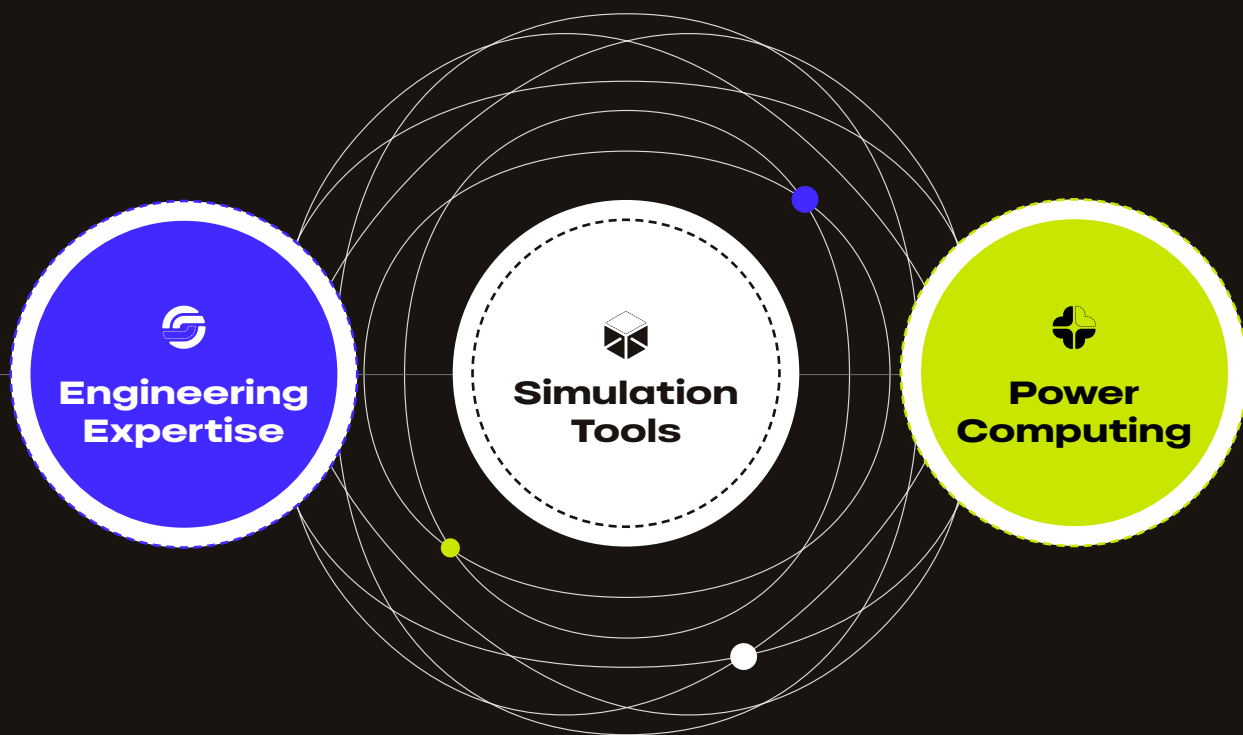 Engineering
Expertise
Simulation
Tools
Power
Computing